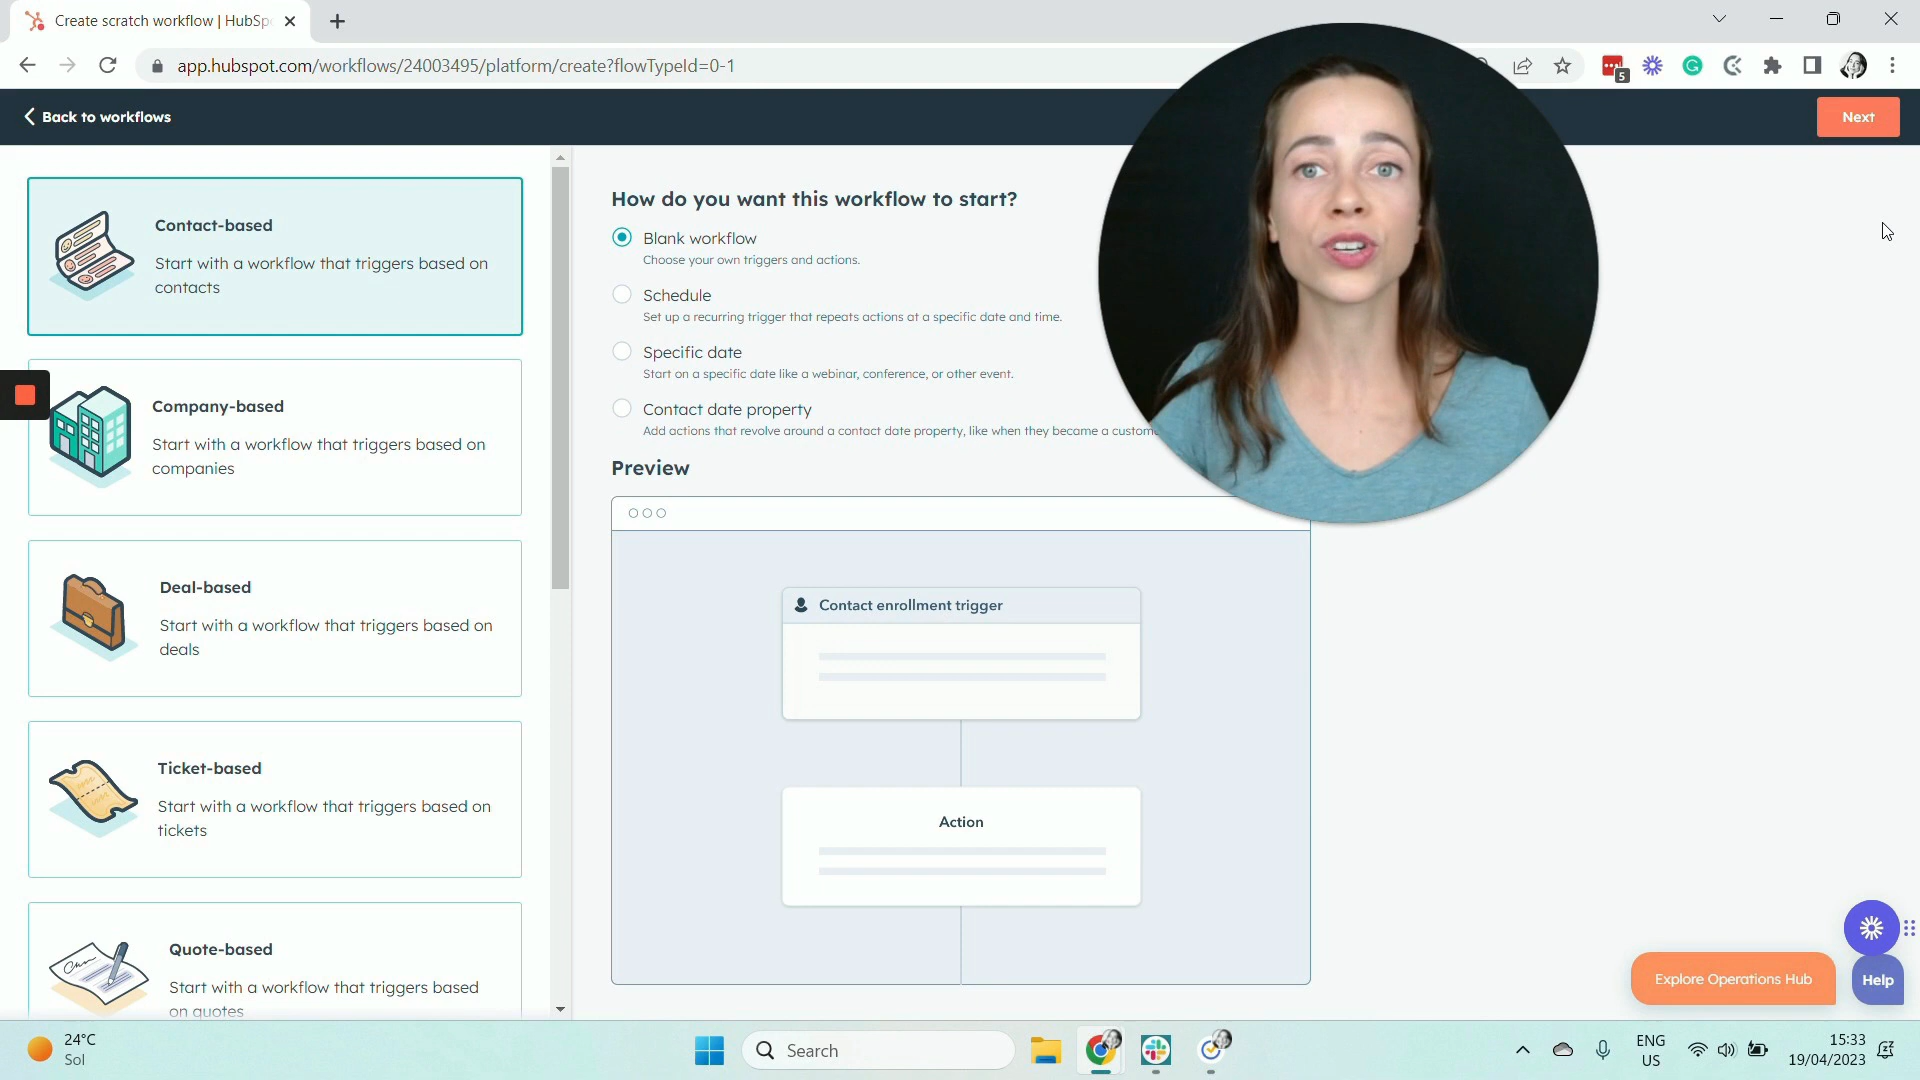 Create scratch workflow | HubSp
app.hubspot.com/workflows/24003495/platform/create?flowTypeId=0-1
5
Back to workflows
Next
Contact-based
Start with a workflow that triggers based on
contacts
Company-based
Start with a workflow that triggers based on
companies
Deal-based
Start with a workflow that triggers based on
deals
Ticket-based
Start with a workflow that triggers based on
tickets
Quote-based
Start with a workflow that triggers based
on quotes
How do you want this workflow to start?
Blank workflow
Choose your own triggers and actions.
Schedule
Set up a recurring trigger that repeats actions at a specific date and time.
Specific date
Start on a specific date like a webinar, conference, or other event.
Contact date property
Add actions that revolve around a contact date property, like when they became a custom
Preview
Contact enrollment trigger
Action
Explore Operations Hub
Help
24°C
Sol
Search
ENG
US
15:33
19/04/2023